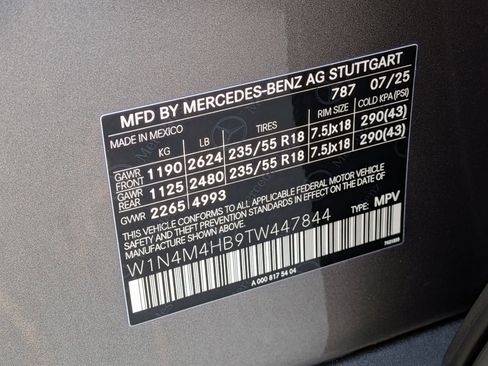 MFD BY MERCEDES-BENZ AG STUTTGART
MADE IN MEXICO 787 07/25
KG LB TIRES RIM SIZE COLD KPA(PSI)
GAWR FRONT 1190 2624 235/55 R18 7.5Jx18 290(43)
GAWR REAR 1125 2480 235/55 R18 7.5Jx18 290(43)
GVWR 2265 4993
THIS VEHICLE CONFORMS TO ALL APPLICABLE FEDERAL MOTOR VEHICLE
SAFETY AND THEFT PREVENTION STANDARDS IN EFFECT ON THE DATE OF
MANUFACTURE SHOWN ABOVE.
W1N4M4HB9TW447844 TYPE: MPV
A 000 817 54 04